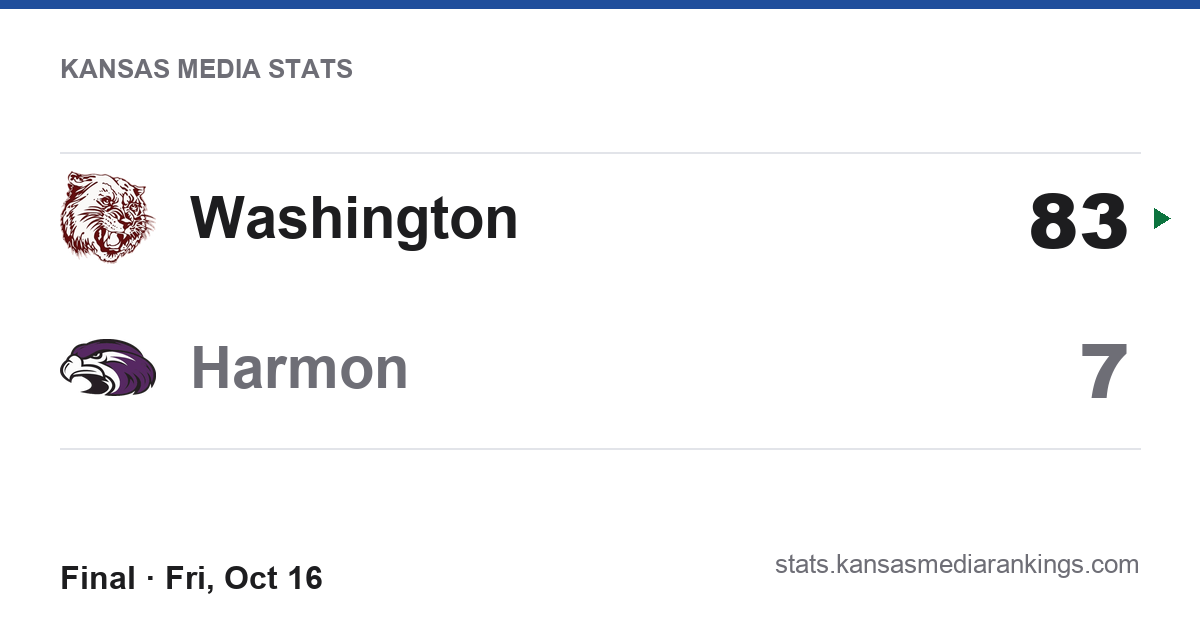 KANSAS MEDIA STATS
Washington 83
Harmon 7
Final · Fri, Oct 16
stats.kansasmediarankings.com